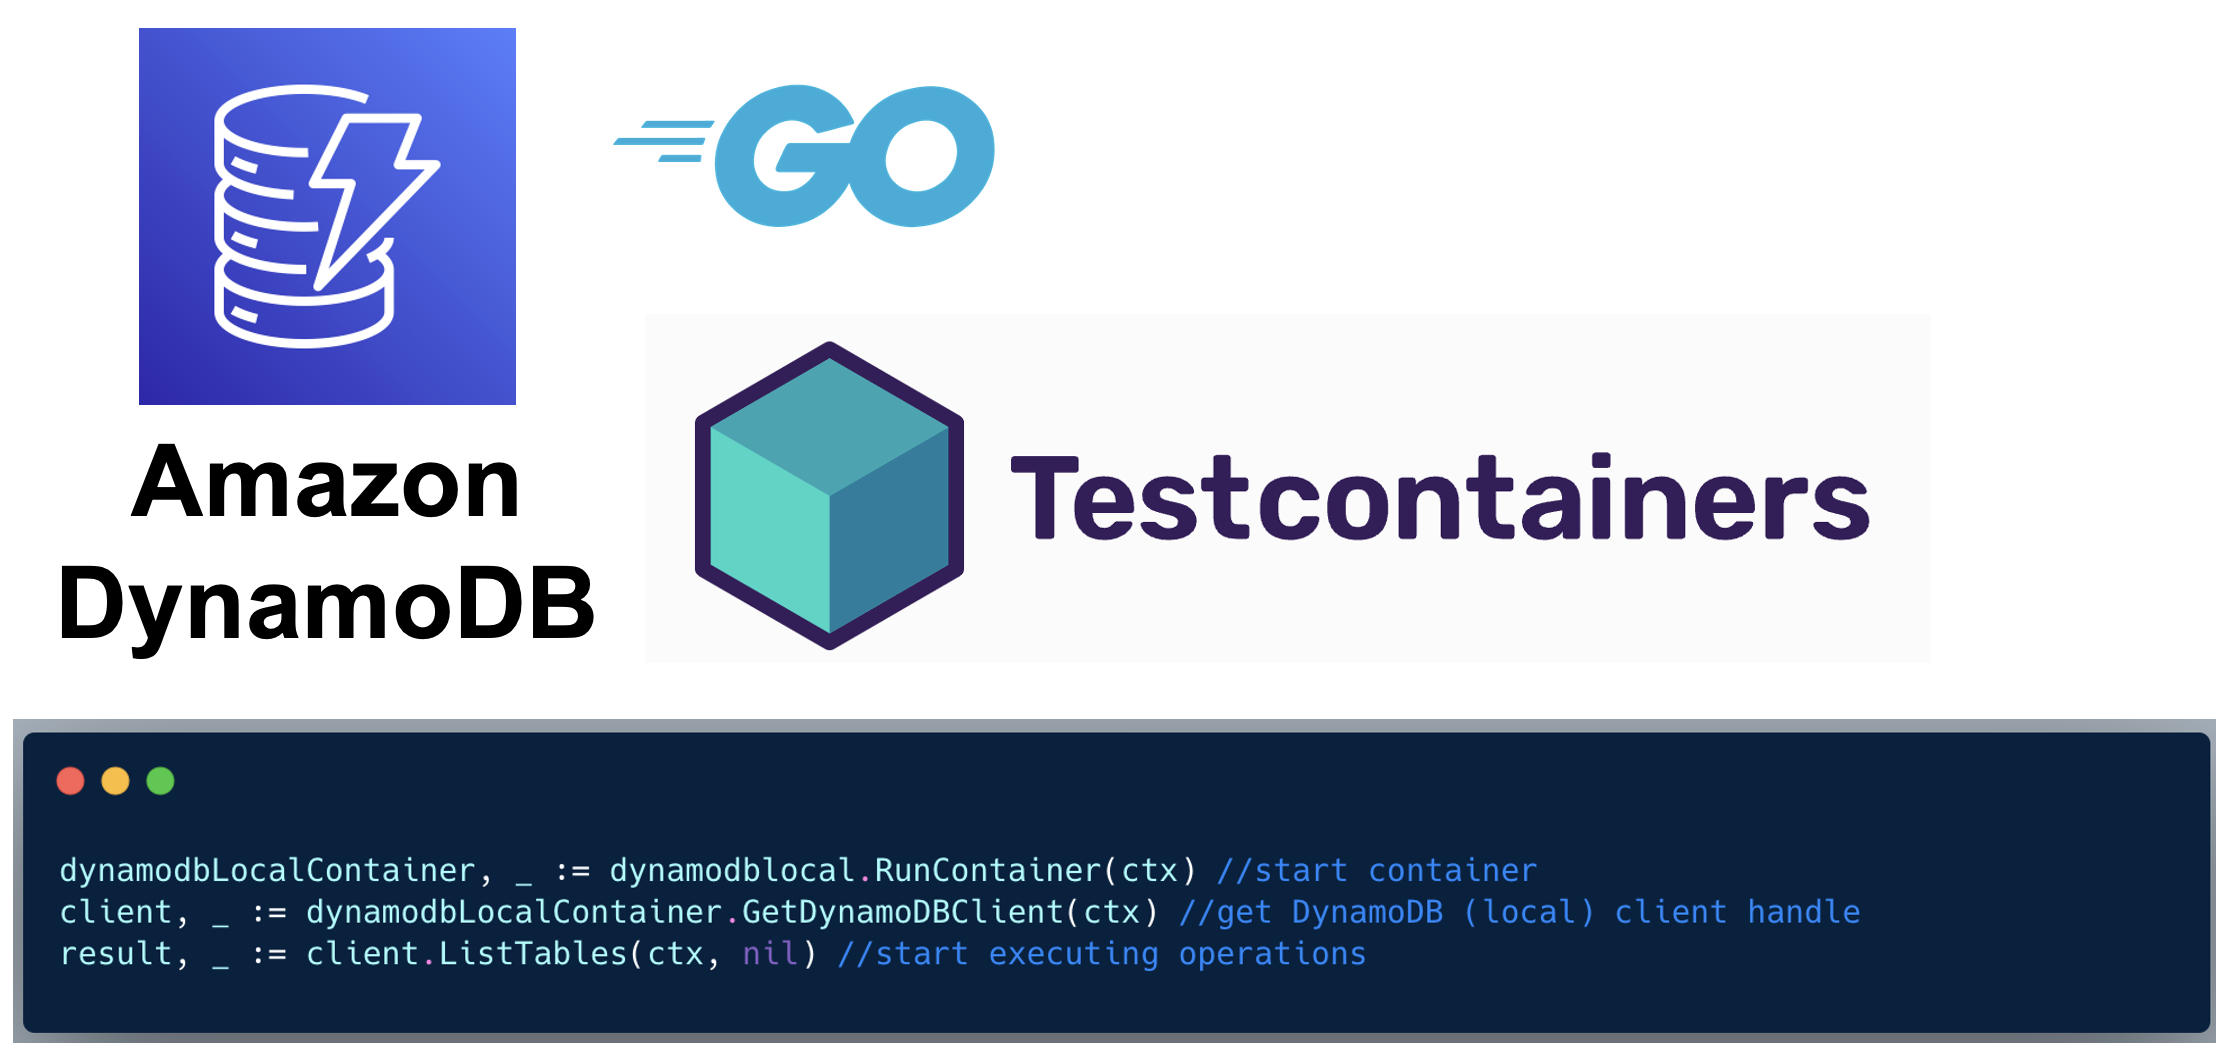 GO
Amazon
DynamoDB
Testcontainers
dynamodbLocalContainer, _ := dynamodblocal.RunContainer(ctx) //start container
client, _ := dynamodbLocalContainer.GetDynamoDBClient(ctx) //get DynamoDB (local) client handle
result, _ := client.ListTables(ctx, nil) //start executing operations